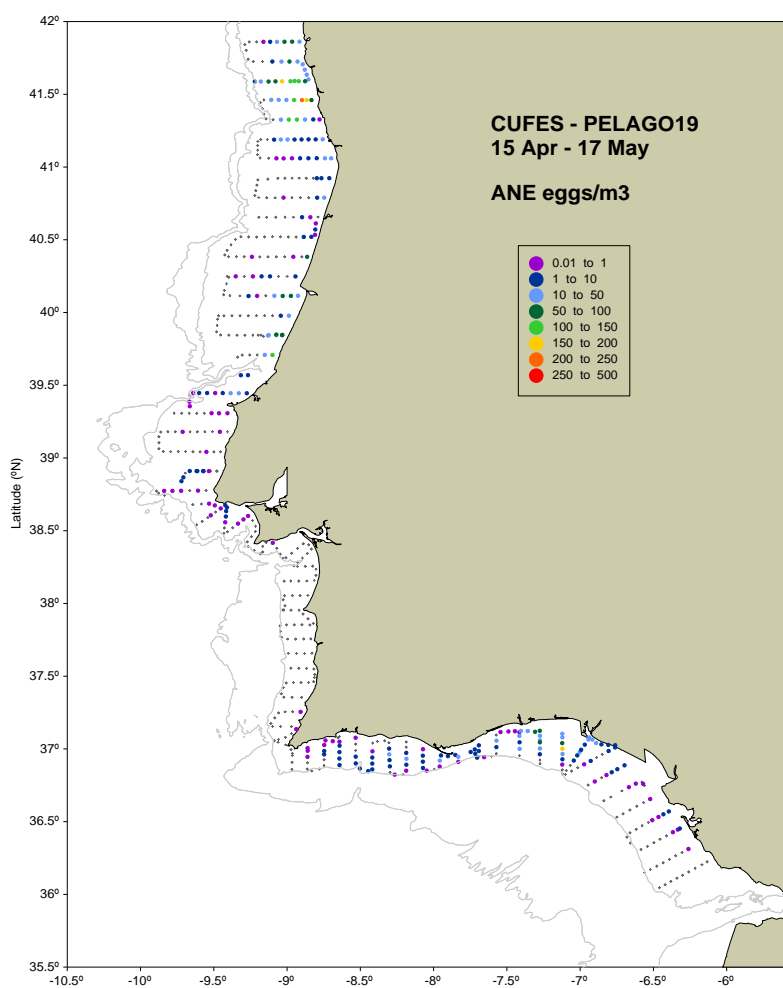 42º
41.5º
41º
40.5º
40º
39.5º
39º
38.5º
38º
37.5º
37º
36.5º
36º
35.5º
Latitude (ºN)
CUFES - PELAGO19
15 Apr - 17 May
ANE eggs/m3
0.01 to 1
1 to 10
10 to 50
50 to 100
100 to 150
150 to 200
200 to 250
250 to 500
-10.5º -10º -9.5º -9º -8.5º -8º -7.5º -7º -6.5º -6º